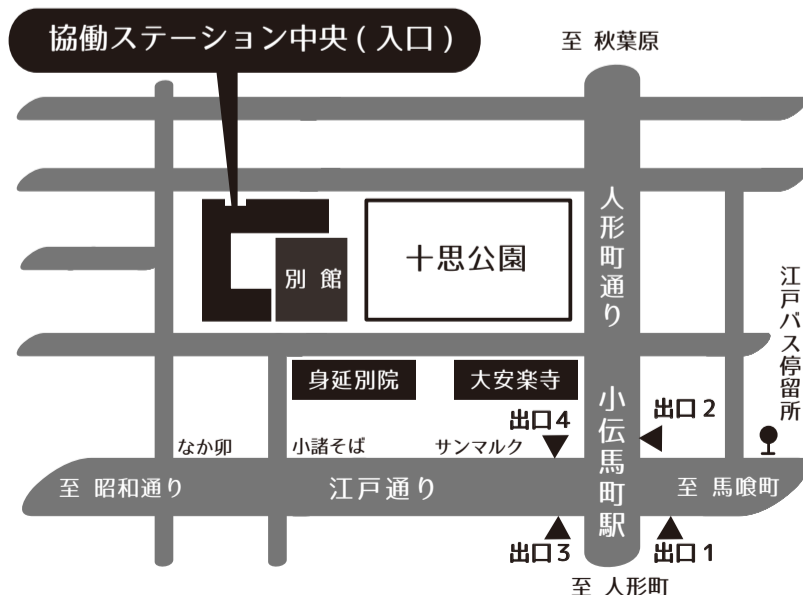 協働ステーション中央 ( 入口 )
至 秋葉原
人形町通り
別 館
十思公園
江戸バス停留所
身延別院
大安楽寺
小伝馬町駅
出口4
出口2
なか卯
小諸そば
サンマルク
至 昭和通り
江戸通り
至 馬喰町
出口3
出口1
至 人形町